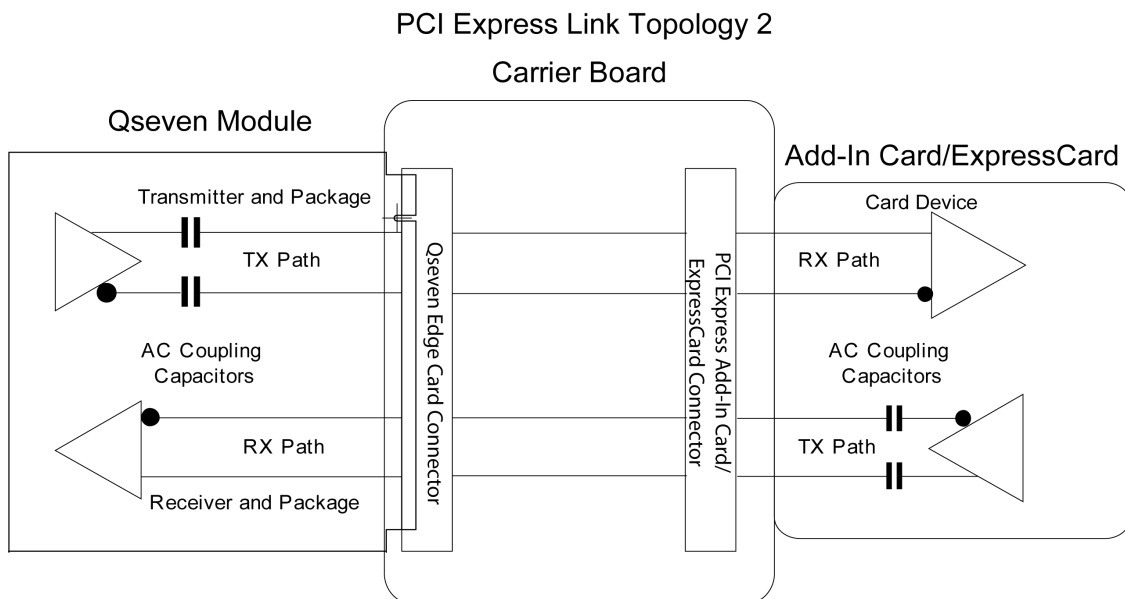 PCI Express Link Topology 2
Carrier Board
Qseven Module
Add-In Card/ExpressCard
Transmitter and Package
Card Device
TX Path
RX Path
Qseven Edge Card Connector
PCI Express Add-In Card/
ExpressCard Connector
AC Coupling
Capacitors
AC Coupling
Capacitors
RX Path
TX Path
Receiver and Package